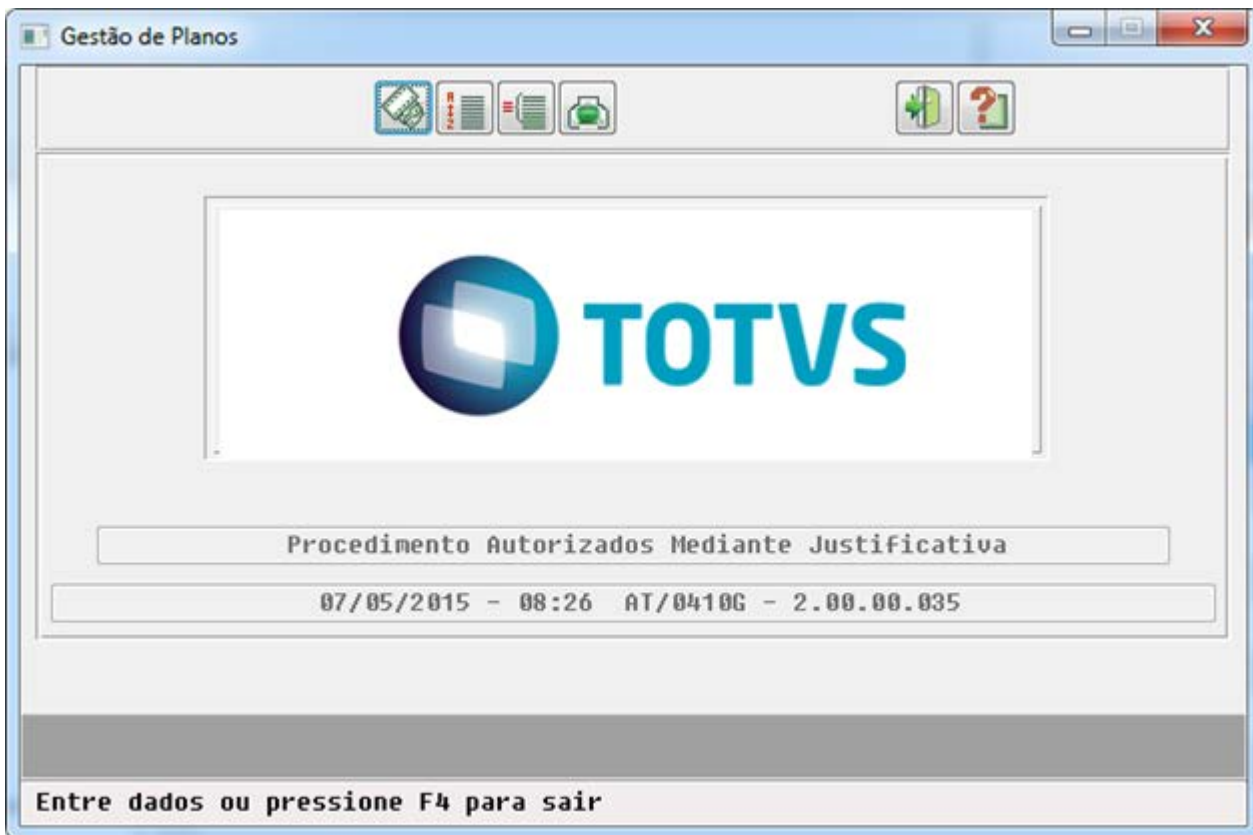 Gestão de Planos
TOTVS
Procedimento Autorizados Mediante Justificativa
07/05/2015 - 08:26 AT/0410G - 2.00.00.035
Entre dados ou pressione F4 para sair